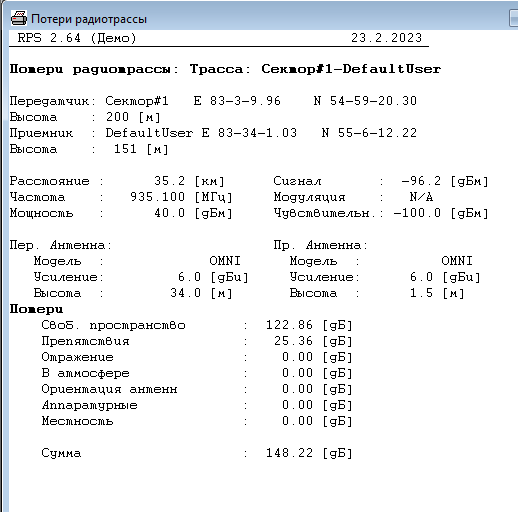 Потери радиотрассы
RPS 2.64 (Демо) 23.2.2023
Потери радиотрассы: Трасса: Сектор#1-DefaultUser
Передатчик: Сектор#1 E 83-3-9.96 N 54-59-20.30
Высота : 200 [м]
Приемник : DefaultUser E 83-34-1.03 N 55-6-12.22
Высота : 151 [м]
Расстояние : 35.2 [км] Сигнал : -96.2 [дБм]
Частота : 935.100 [МГц] Модуляция : N/A
Мощность : 40.0 [дБм] Чувствительн.: -100.0 [дБм]
Пер. Антенна: Пр. Антенна:
Модель : OMNI Модель : OMNI
Усиление: 6.0 [дБи] Усиление: 6.0 [дБи]
Высота : 34.0 [м] Высота : 1.5 [м]
Потери
Своб. пространство : 122.86 [дБ]
Препятствия : 25.36 [дБ]
Отражение : 0.00 [дБ]
В атмосфере : 0.00 [дБ]
Ориентация антенн : 0.00 [дБ]
Аппаратурные : 0.00 [дБ]
Местность : 0.00 [дБ]
Сумма : 148.22 [дБ]